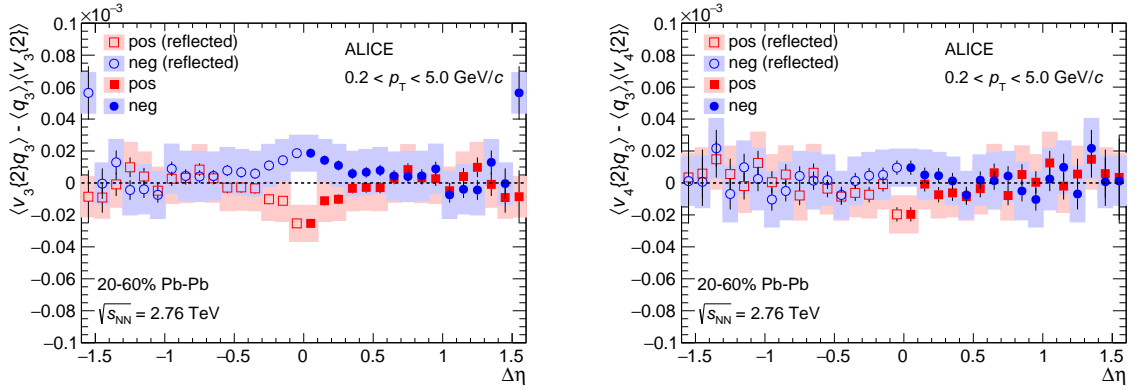 ×10⁻³
⟨v₃{2}q₃⟩ - ⟨q₃⟩₁⟨v₃{2}⟩
0.1
0.08
0.06
0.04
0.02
0
−0.02
−0.04
−0.06
−0.08
−0.1
pos (reflected)
neg (reflected)
pos
neg
ALICE
0.2 < p_T < 5.0 GeV/c
20-60% Pb-Pb
√s_NN = 2.76 TeV
−1.5 −1 −0.5 0 0.5 1 1.5
Δη
×10⁻³
⟨v₄{2}q₃⟩ - ⟨q₃⟩₁⟨v₄{2}⟩
0.1
0.08
0.06
0.04
0.02
0
−0.02
−0.04
−0.06
−0.08
−0.1
pos (reflected)
neg (reflected)
pos
neg
ALICE
0.2 < p_T < 5.0 GeV/c
20-60% Pb-Pb
√s_NN = 2.76 TeV
−1.5 −1 −0.5 0 0.5 1 1.5
Δη